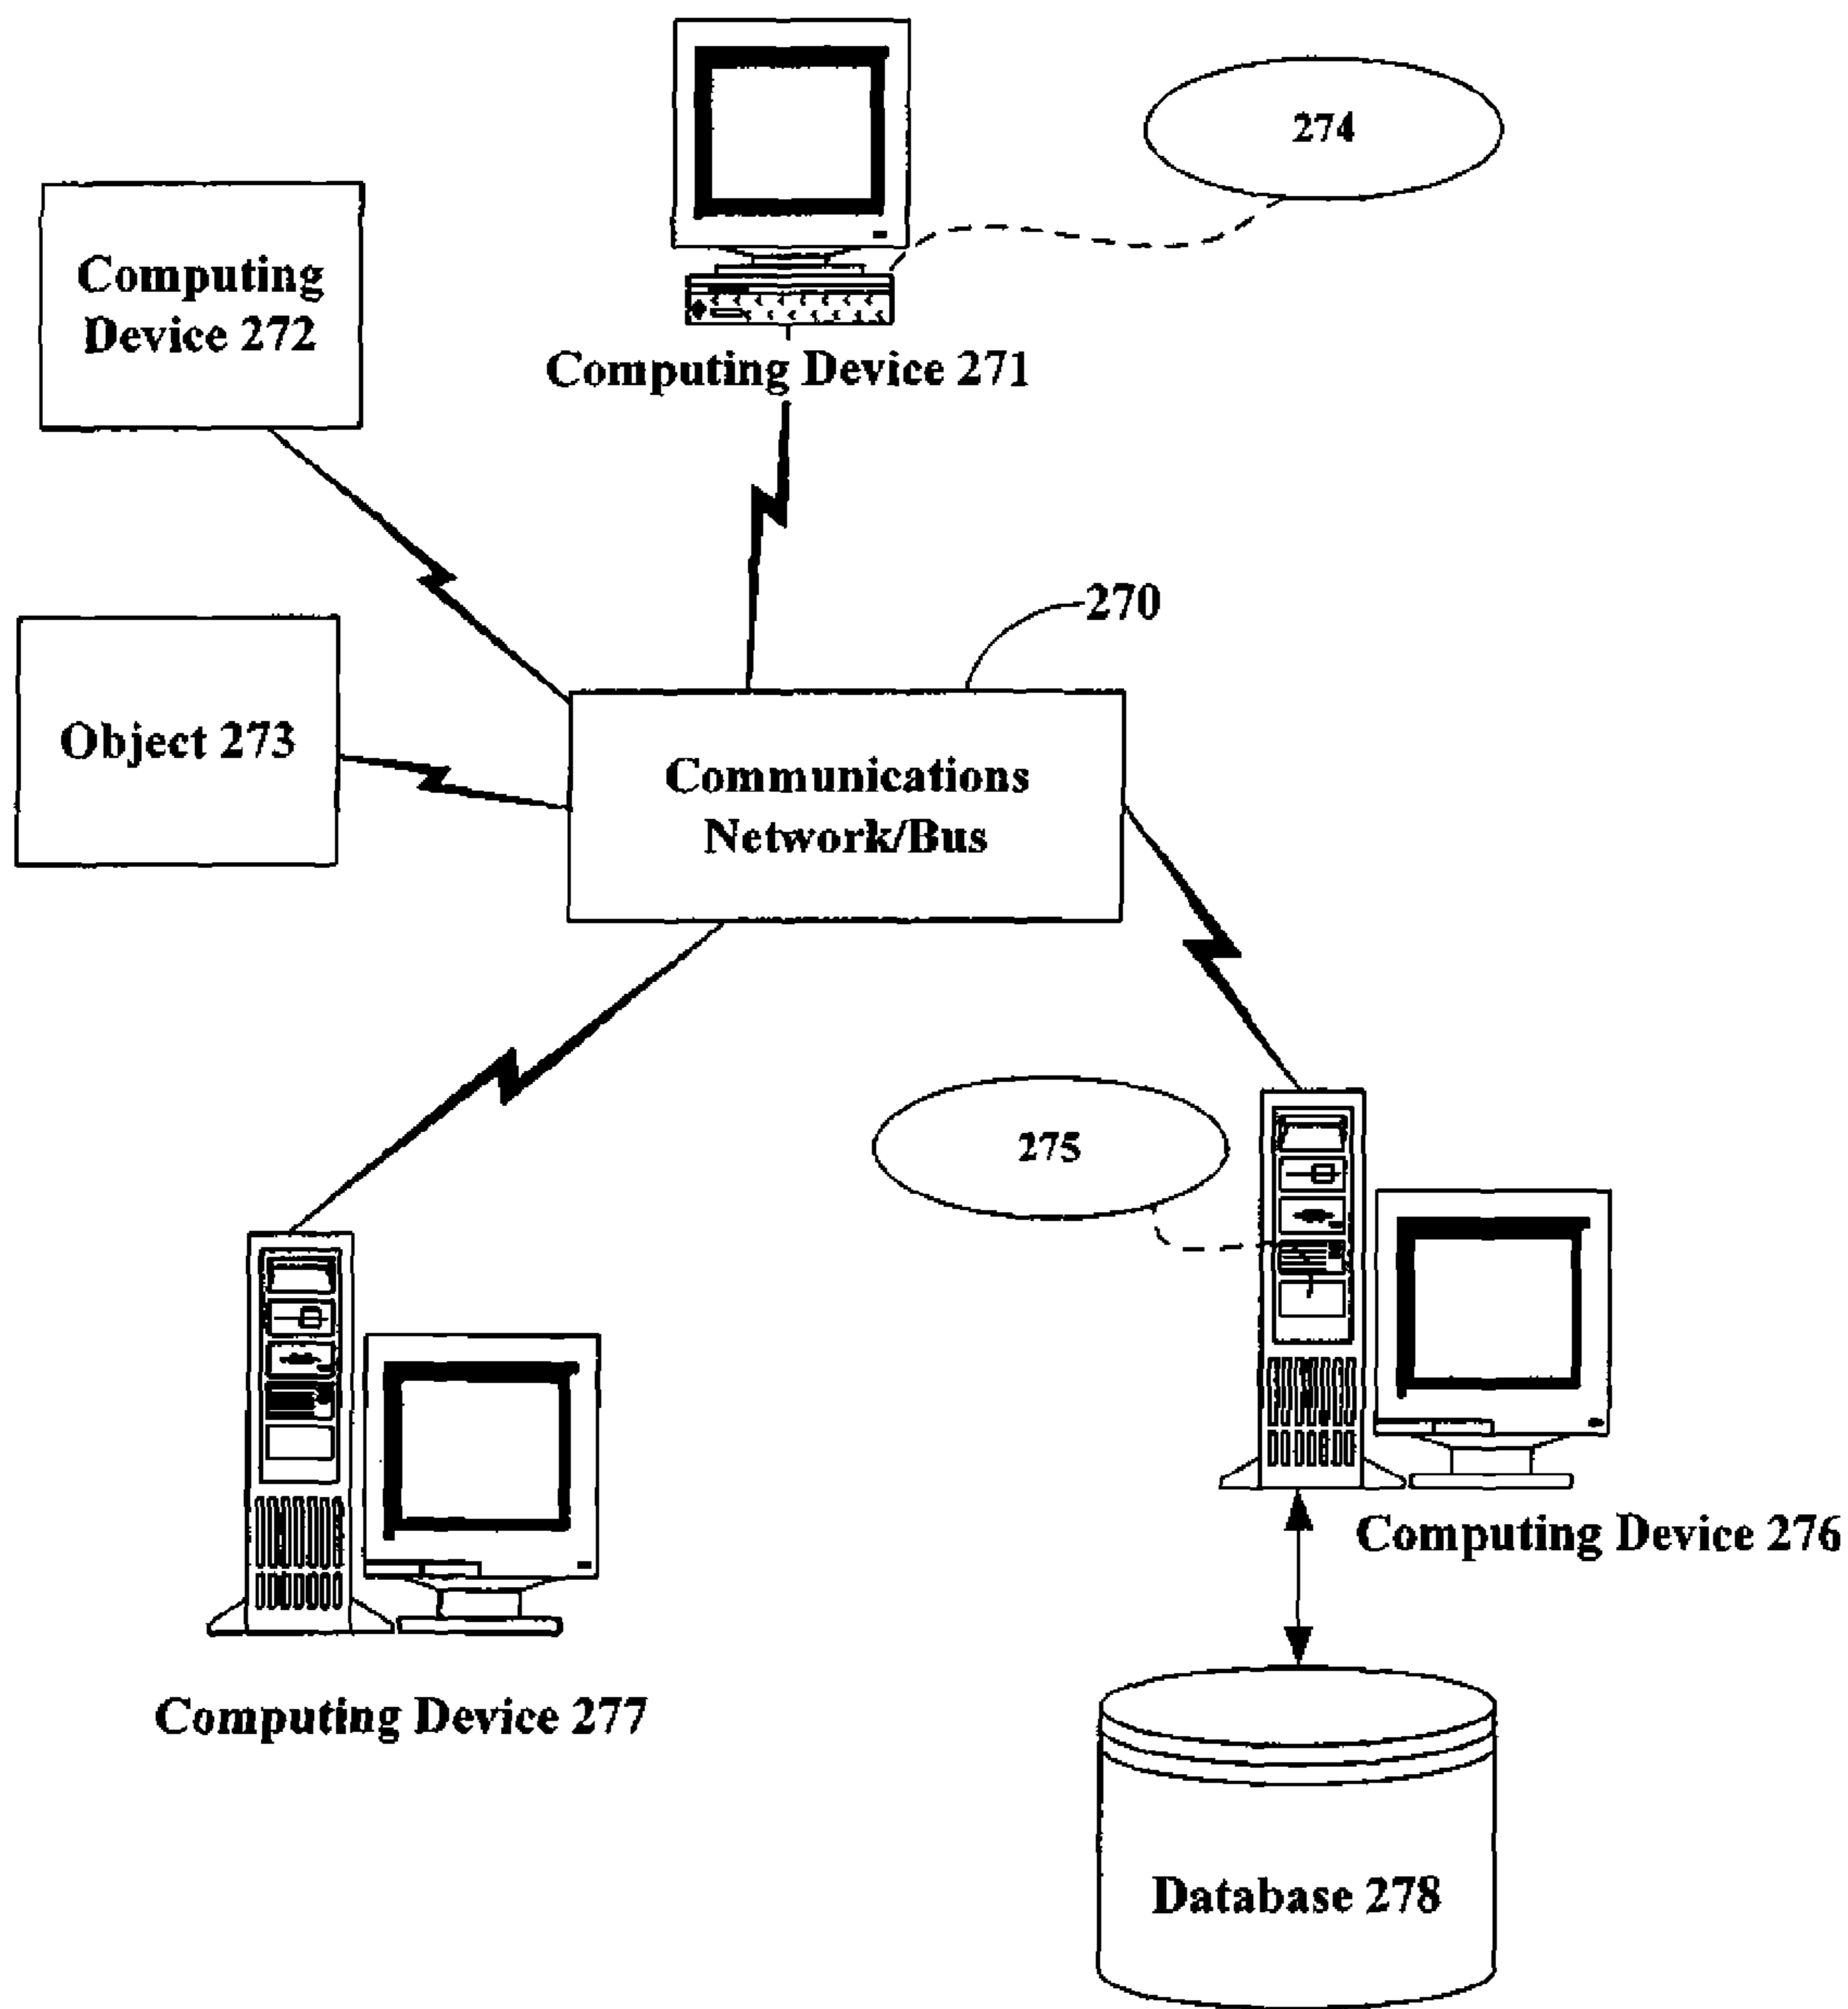 274
Computing
Device 272
Computing Device 271
270
Object 273
Communications
Network/Bus
275
Computing Device 276
Computing Device 277
Database 278